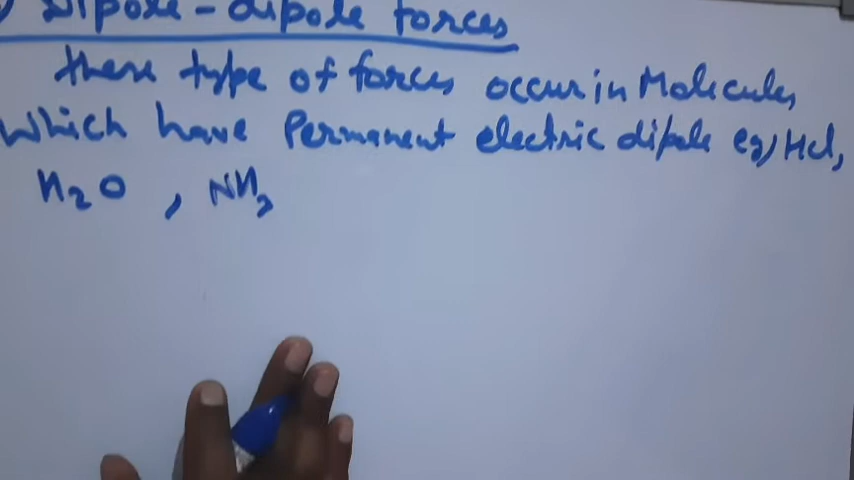 Dipole-dipole forces
these type of forces occur in Molecules
Which have Permanent electric dipole eg) HCl,
H2O , NH3